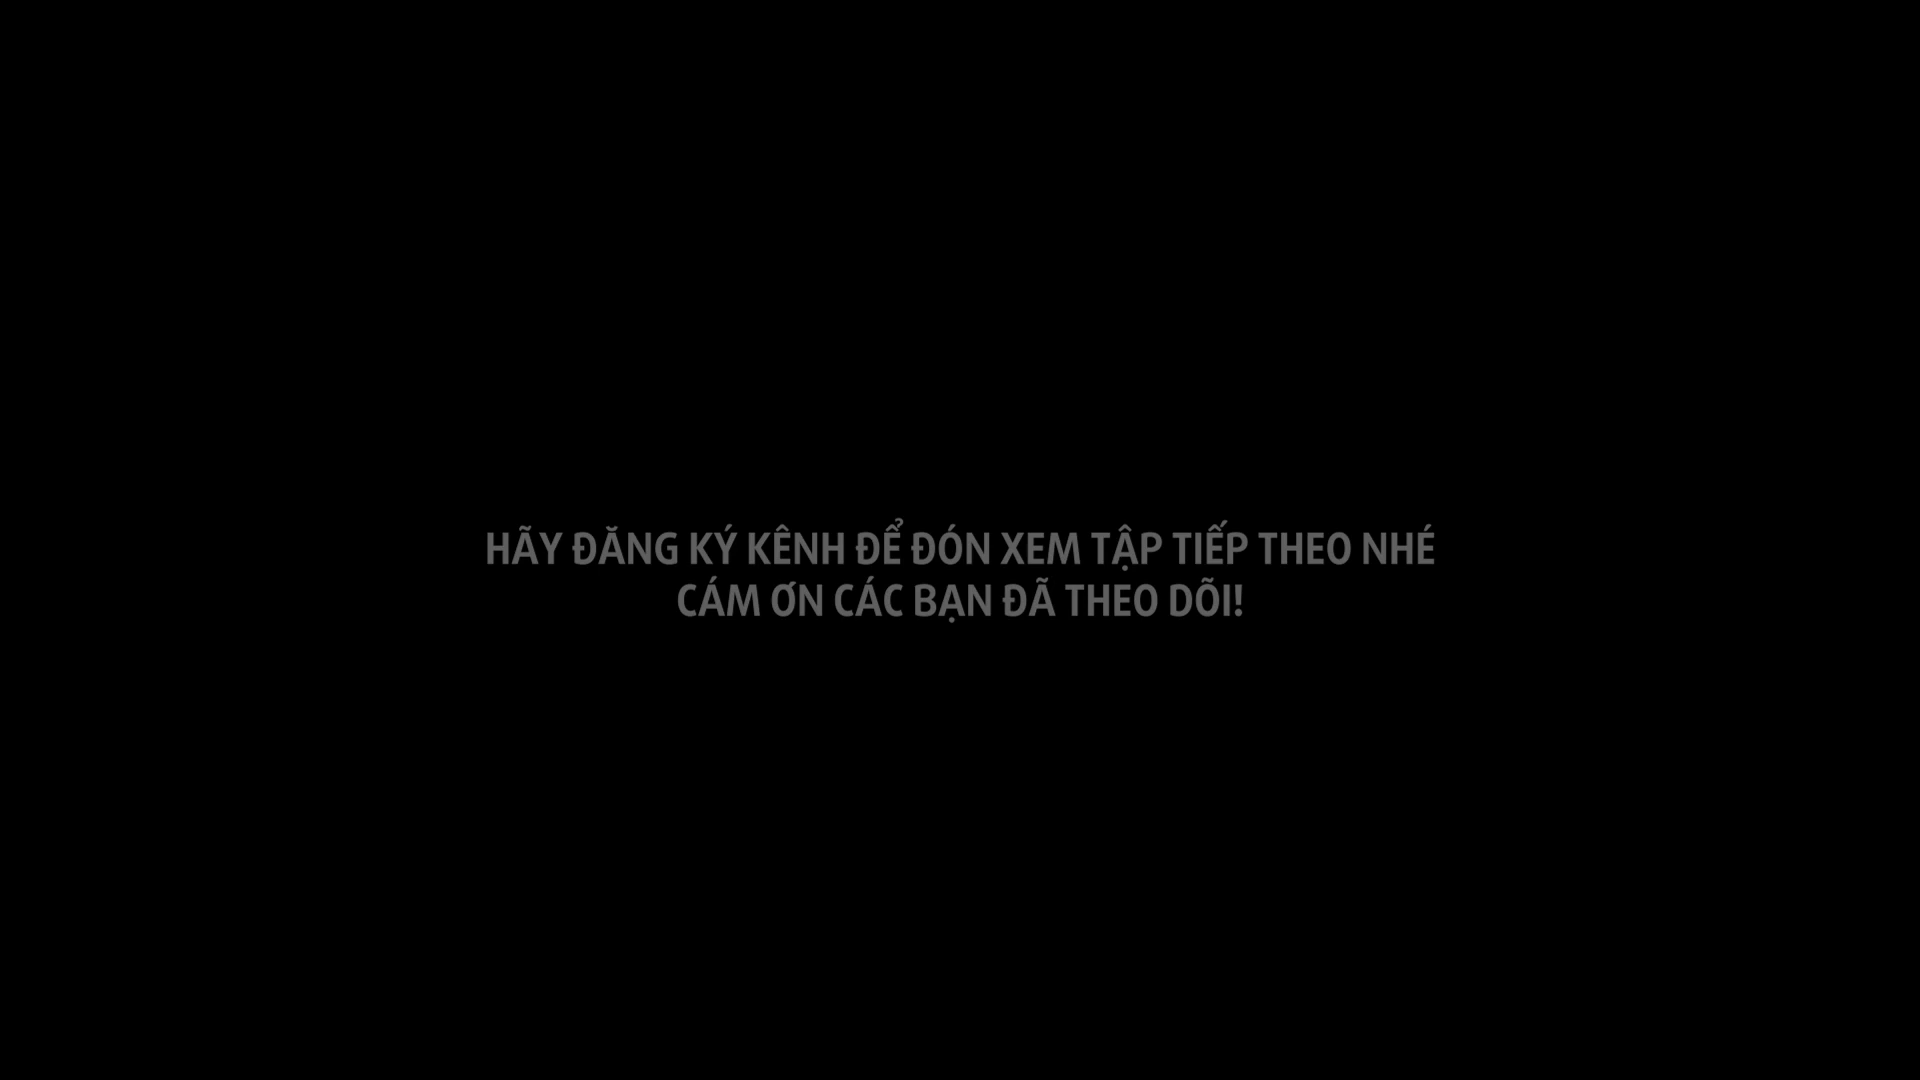 HÃY ĐĂNG KÝ KÊNH ĐỂ ĐÓN XEM TẬP TIẾP THEO NHÉ
CÁM ƠN CÁC BẠN ĐÃ THEO DÕI!